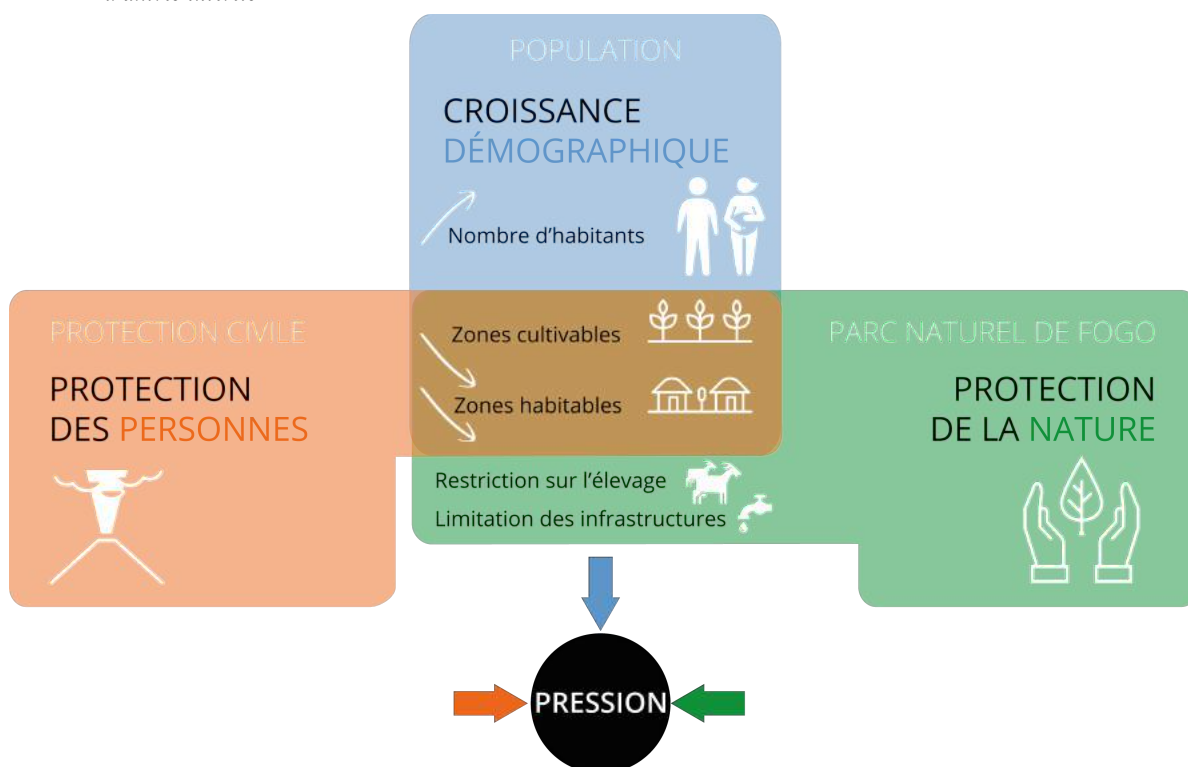 POPULATION
CROISSANCE
DÉMOGRAPHIQUE
Nombre d'habitants
PROTECTION CIVILE
PROTECTION
DES PERSONNES
Zones cultivables
Zones habitables
PARC NATUREL DE FOGO
PROTECTION
DE LA NATURE
Restriction sur l'élevage
Limitation des infrastructures
PRESSION